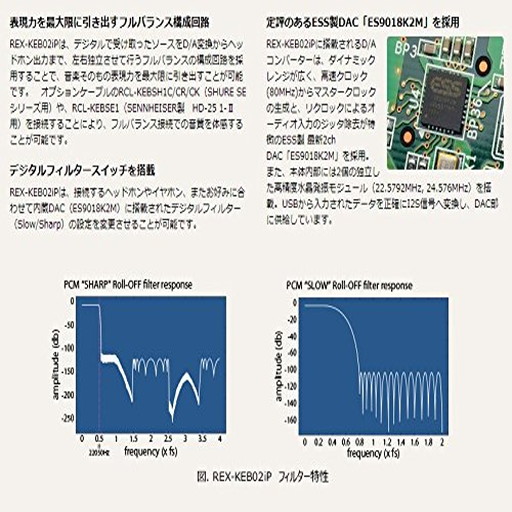 表現力を最大限に引き出すフルバランス構成回路
REX-KEB02iPは、デジタルで受け取ったソースをD/A変換からヘッ
ドホン出力まで、左右独立させて行うフルバランスの構成回路を採
用することで、音楽そのもの表現力を最大限に引き出すことが可能
です。 オプションケーブルのRCL-KEBSH1C/CR/CK（SHURE SE
シリーズ用）や、RCL-KEBSE1（SENNHEISER製 HD-25 1-Ⅱ
用）を接続することにより、フルバランス接続での音質を体感する
ことが可能です。
デジタルフィルタースイッチを搭載
REX-KEB02iPは、接続するヘッドホンやイヤホン、またお好みに合
わせて内蔵DAC（ES9018K2M）に搭載されたデジタルフィルター
（Slow/Sharp）の設定を変更させることが可能です。
定評のあるESS製DAC「ES9018K2M」を採用
REX-KEB02iPに搭載されるD/A
コンバーターは、ダイナミック
レンジが広く、高速クロック
(80MHz)からマスタークロック
の生成と、リクロックによるオ
ーディオ入力のジッタ除去が特
徴のESS製 最新2ch
DAC「ES9018K2M」を採用。
また、本体内部には2個の独立し
た高精度水晶発振モジュール（22.5792MHz, 24.576MHz）を搭
載。USBから入力されたデータを正確にI2S信号へ変換し、DAC部
に供給しています。
BP3
ESS
PCM "SHARP" Roll-OFF filter response
amplitude (db)
0
-50
-100
-150
-200
-250
0 0.5 1 1.5 2 2.5 3 3.5 4
22050Hz
frequency (x fs)
PCM "SLOW" Roll-OFF filter response
amplitude (db)
0
-20
-40
-60
-80
-100
-120
-140
-160
0 0.2 0.4 0.6 0.8 1 1.2 1.4 1.6 1.8 2
frequency (x fs)
図. REX-KEB02iP フィルター特性